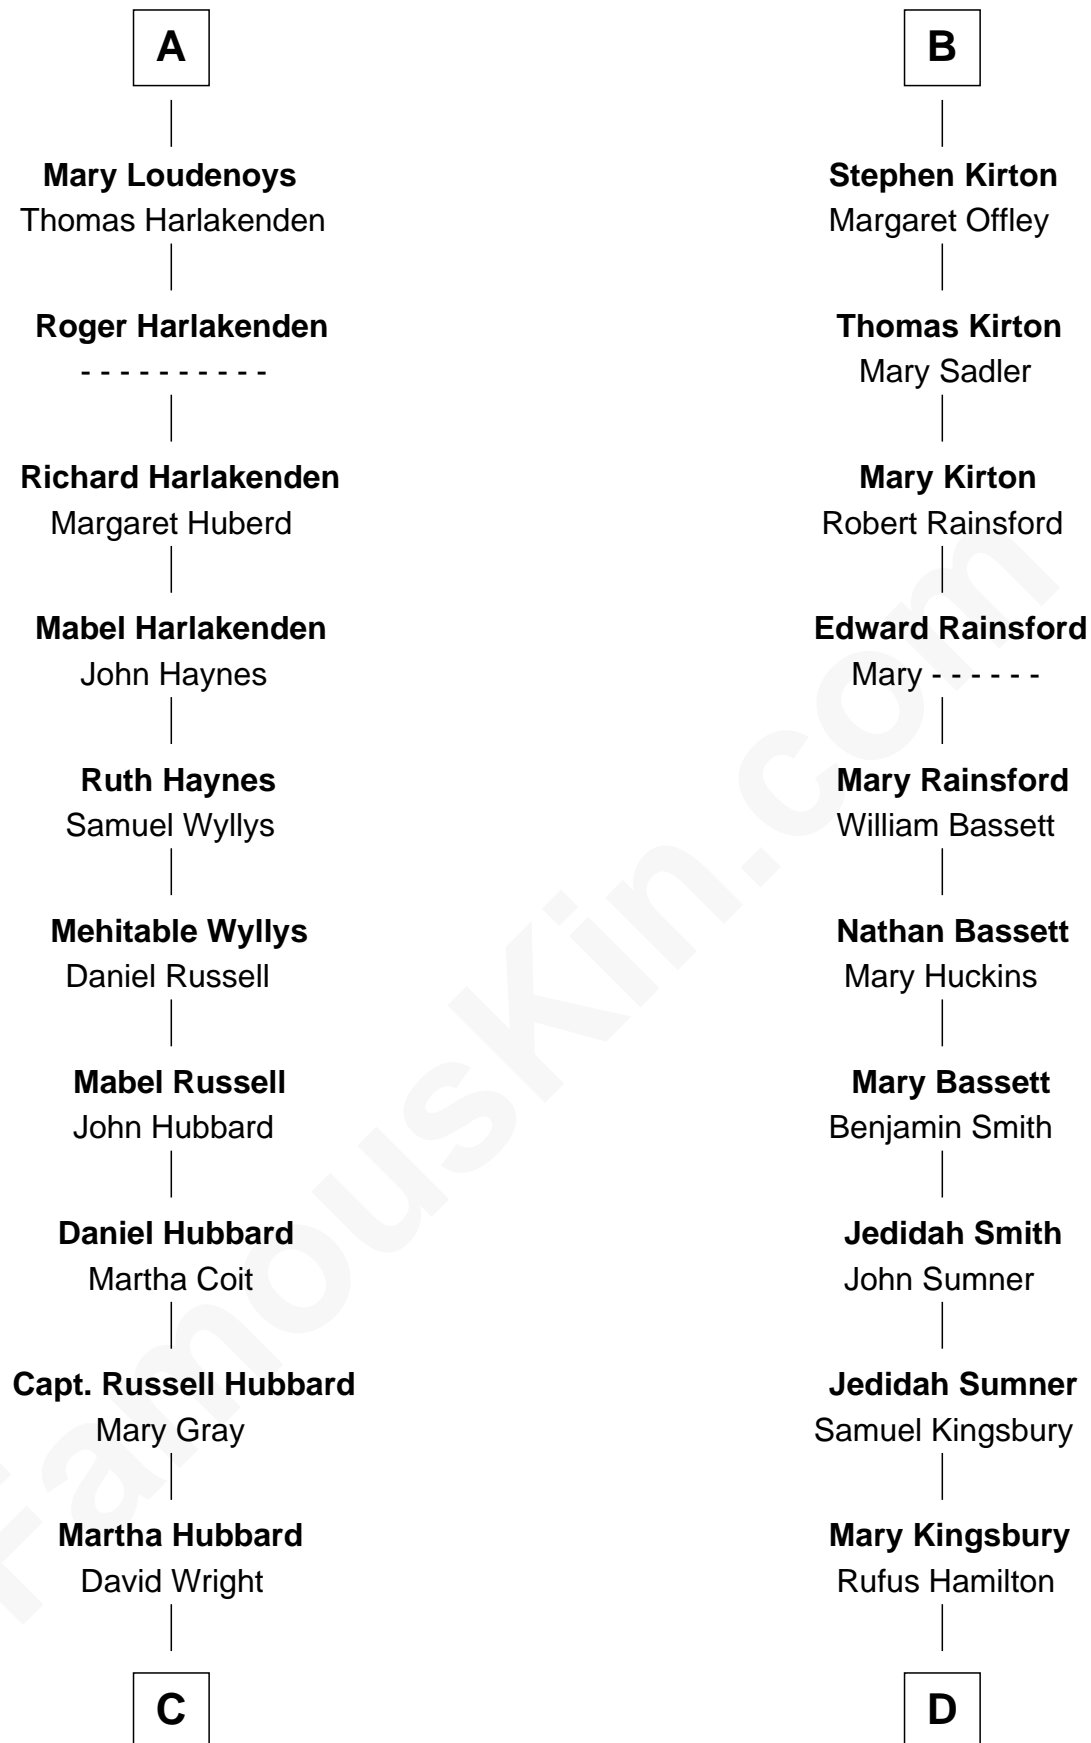 A
Mary Loudenoys
Thomas Harlakenden
Roger Harlakenden
- - - - - - - - - -
Richard Harlakenden
Margaret Huberd
Mabel Harlakenden
John Haynes
Ruth Haynes
Samuel Wyllys
Mehitable Wyllys
Daniel Russell
Mabel Russell
John Hubbard
Daniel Hubbard
Martha Coit
Capt. Russell Hubbard
Mary Gray
Martha Hubbard
David Wright
C
B
Stephen Kirton
Margaret Offley
Thomas Kirton
Mary Sadler
Mary Kirton
Robert Rainsford
Edward Rainsford
Mary - - - - - -
Mary Rainsford
William Bassett
Nathan Bassett
Mary Huckins
Mary Bassett
Benjamin Smith
Jedidah Smith
John Sumner
Jedidah Sumner
Samuel Kingsbury
Mary Kingsbury
Rufus Hamilton
D
FamousKin.com